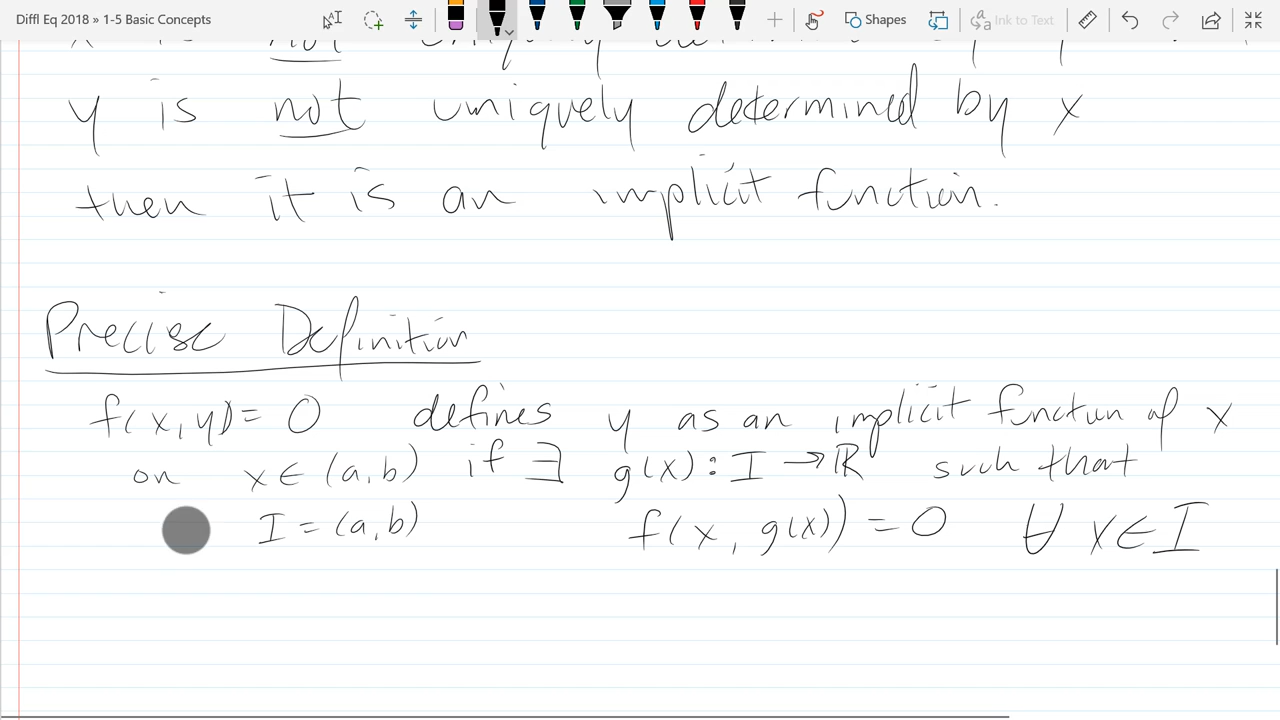 Diffl Eq 2018 » 1-5 Basic Concepts Shapes Ink to Text
not
y is not uniquely determined by x
then it is an implicit function.
Precise Definition
f(x,y) = 0 defines y as an implicit function of x
on x ∈ (a,b) if ∃ g(x) : I → ℝ such that
I = (a,b) f(x, g(x)) = 0 ∀ x ∈ I